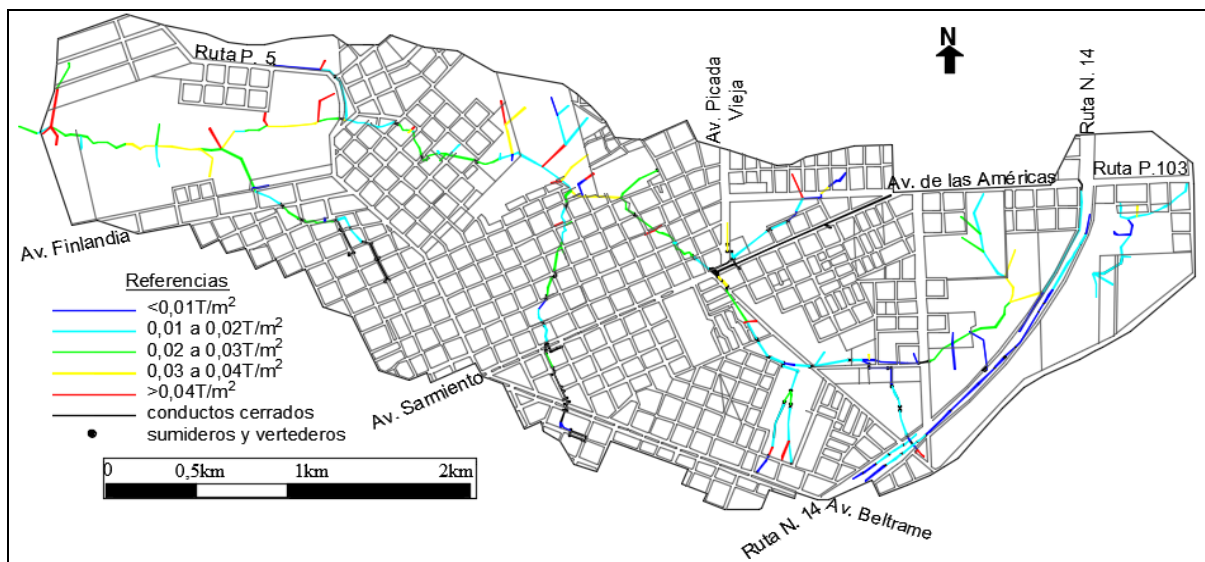 Ruta P. 5
Av. Picada
Vieja
N
Ruta N. 14
Ruta P.103
Av. de las Américas
Av. Finlandia
Referencias
<0,01T/m²
0,01 a 0,02T/m²
0,02 a 0,03T/m²
0,03 a 0,04T/m²
>0,04T/m²
conductos cerrados
sumideros y vertederos
Av. Sarmiento
0 0,5km 1km 2km
Ruta N. 14
Av. Beltrame